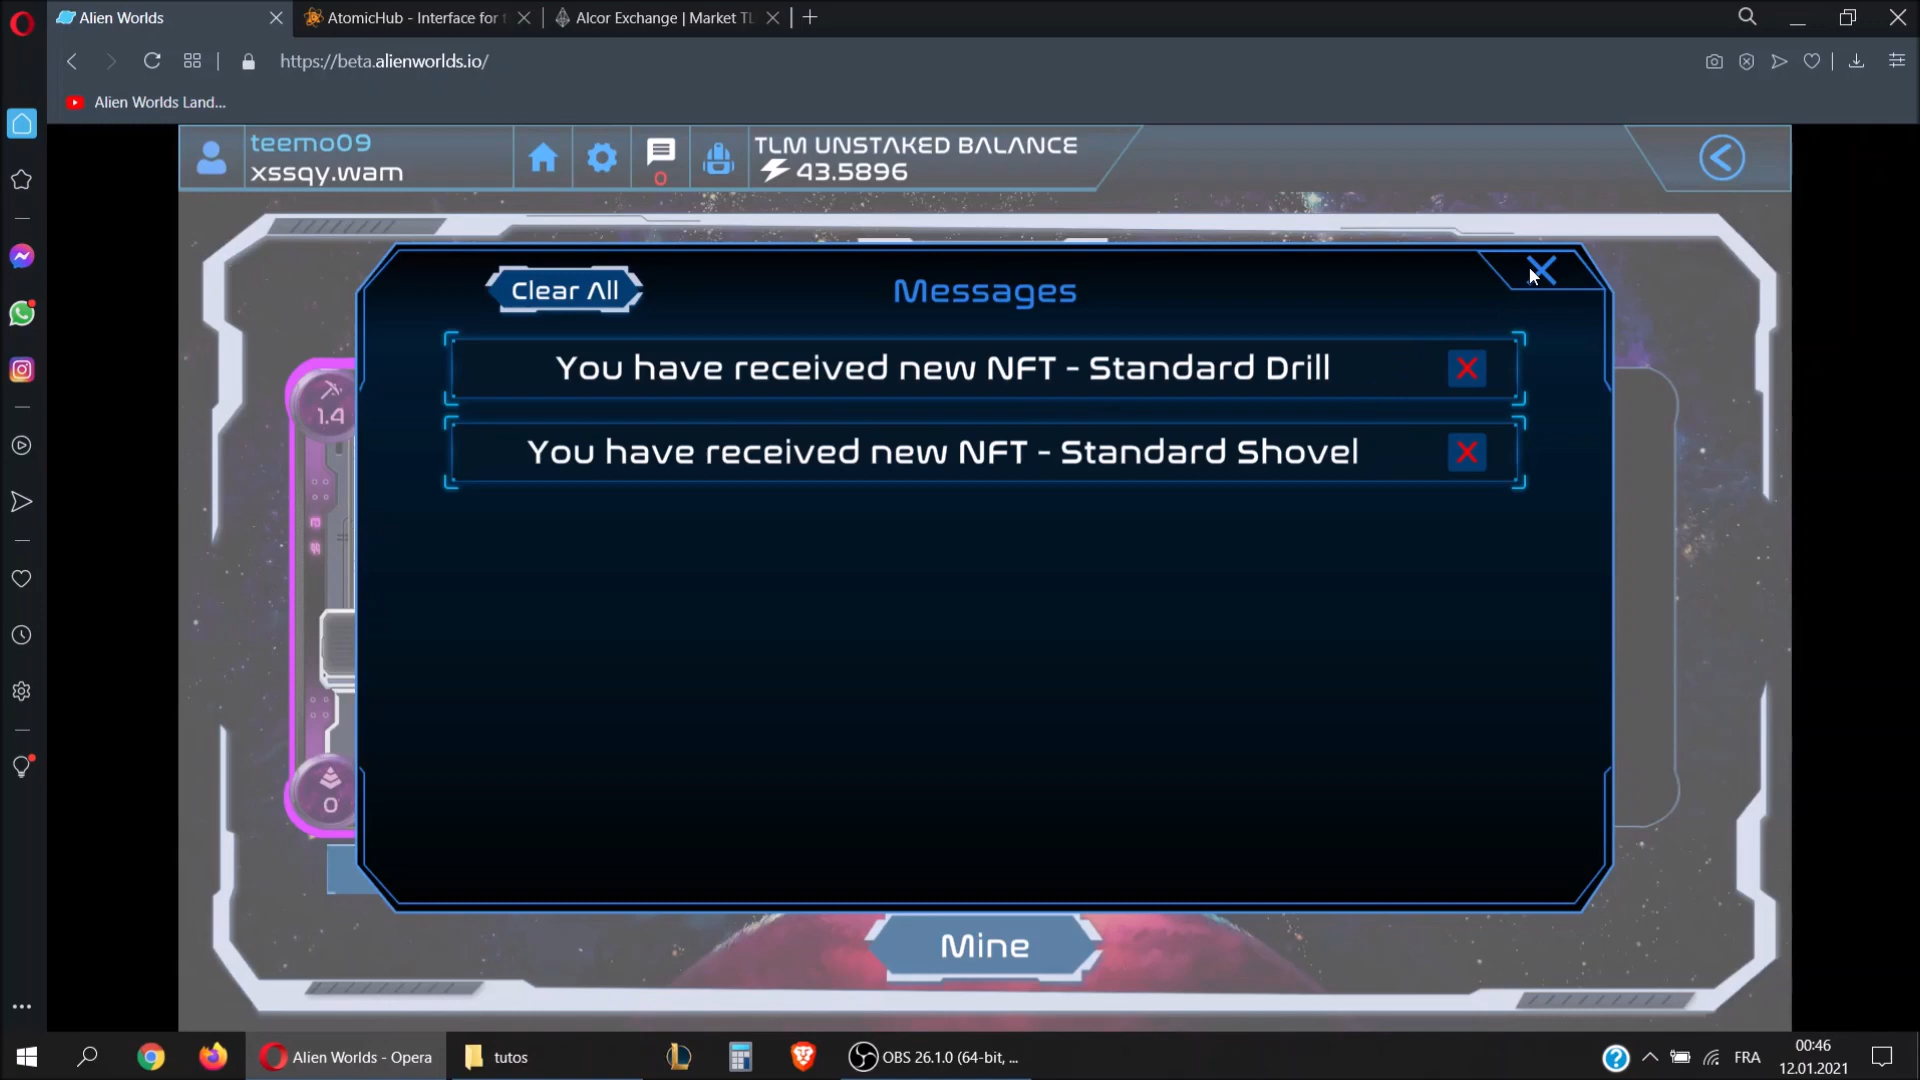 Alien Worlds
AtomicHub - Interface for t
Alcor Exchange | Market TL
https://beta.alienworlds.io/
Alien Worlds Land...
teemo09
xssqy.wam
0
TLM UNSTAKED BALANCE
43.5896
Clear All
Messages
You have received new NFT - Standard Drill
You have received new NFT - Standard Shovel
1.4
0
Mine
Alien Worlds - Opera
tutos
OBS 26.1.0 (64-bit, ...
FRA
00:46
12.01.2021